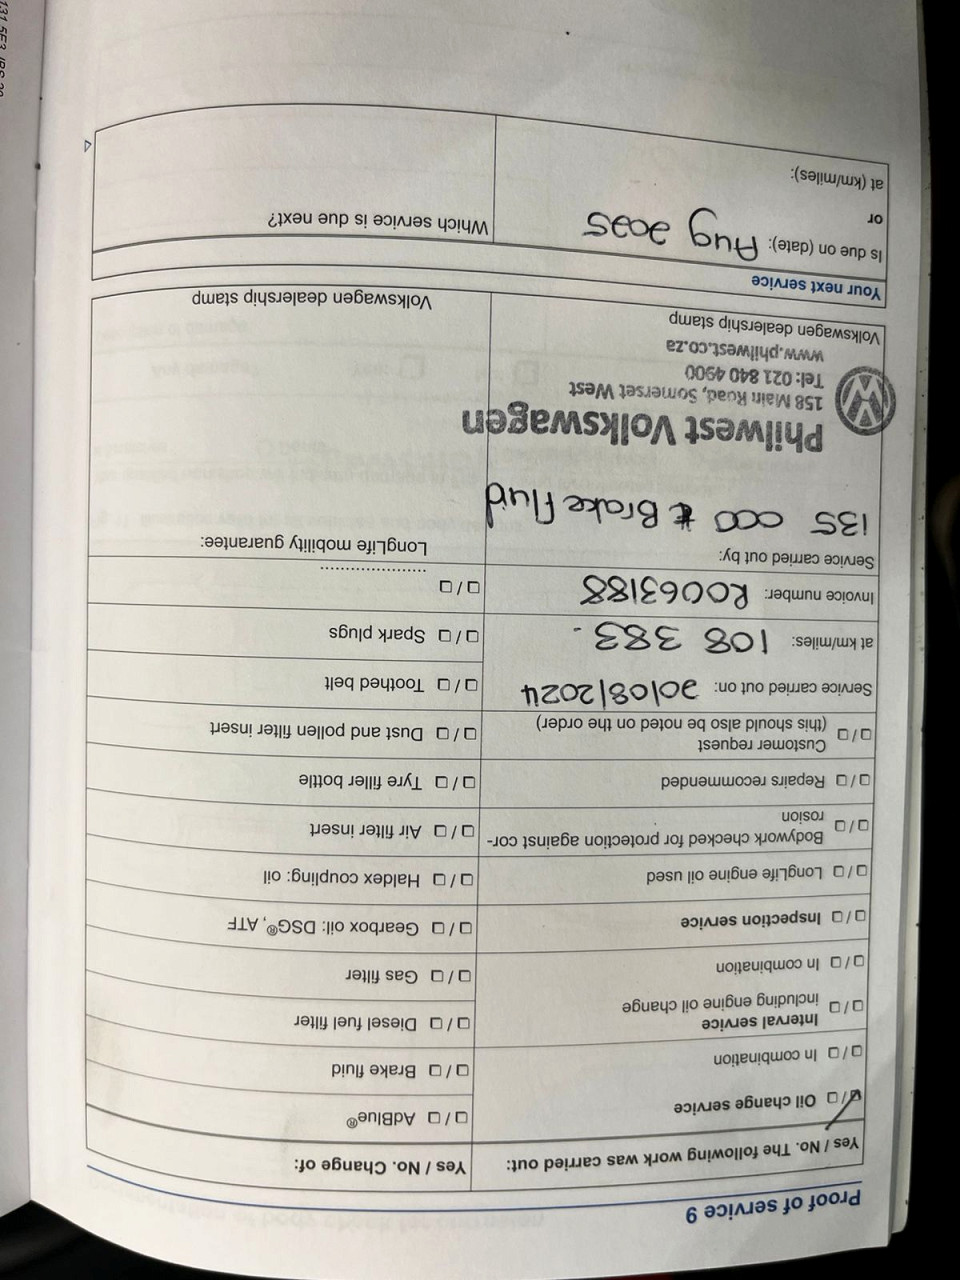 Proof of service 9
Yes / No. The following work was carried out:
Oil change service
In combination
Interval service
including engine oil change
In combination
Inspection service
LongLife engine oil used
Bodywork checked for protection against cor-
rosion
Repairs recommended
Customer request
(this should also be noted on the order)
Service carried out on: 20/08/2024
at km/miles: 108 383 -
Invoice number: R0063188
Service carried out by:
135 000 & Brake Fluid
Philwest Volkswagen
158 Main Road, Somerset West
Tel: 021 840 4900
www.philwest.co.za
Volkswagen dealership stamp
Yes / No. Change of:
AdBlue®
Brake fluid
Diesel fuel filter
Gas filter
Gearbox oil: DSG®, ATF
Haldex coupling: oil
Air filter insert
Tyre filler bottle
Dust and pollen filter insert
Toothed belt
Spark plugs
....................
LongLife mobility guarantee:
Volkswagen dealership stamp
Your next service
Is due on (date): Aug 2025
or
at (km/miles):
Which service is due next?